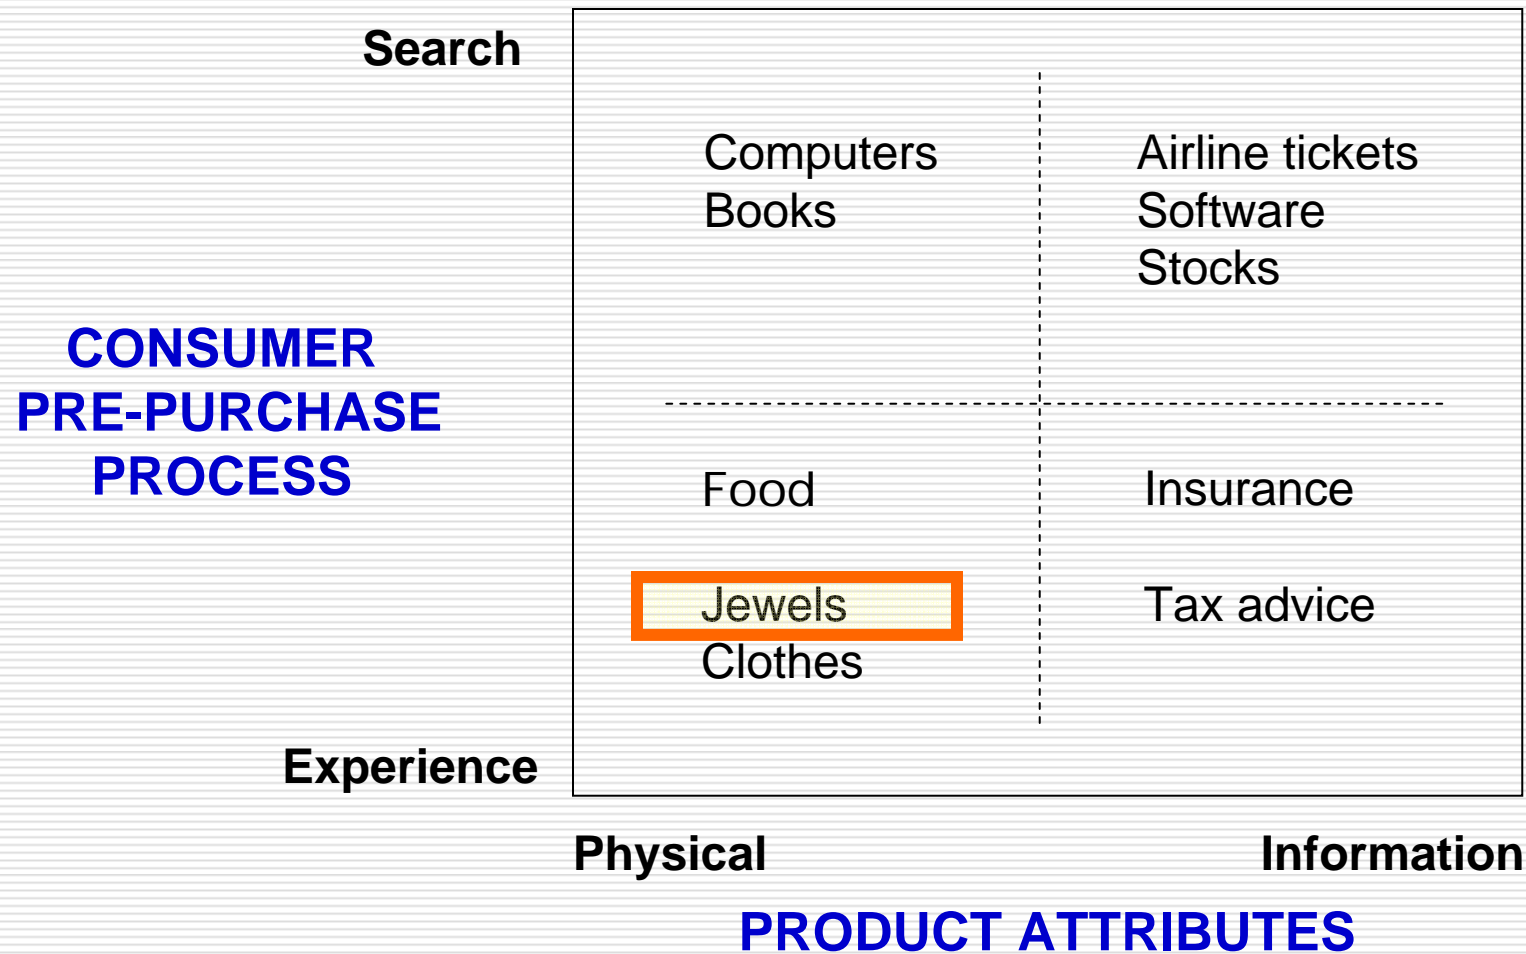 Search
Computers
Books
Airline tickets
Software
Stocks
CONSUMER
PRE-PURCHASE
PROCESS
Food
Jewels
Clothes
Insurance
Tax advice
Experience
Physical
Information
PRODUCT ATTRIBUTES